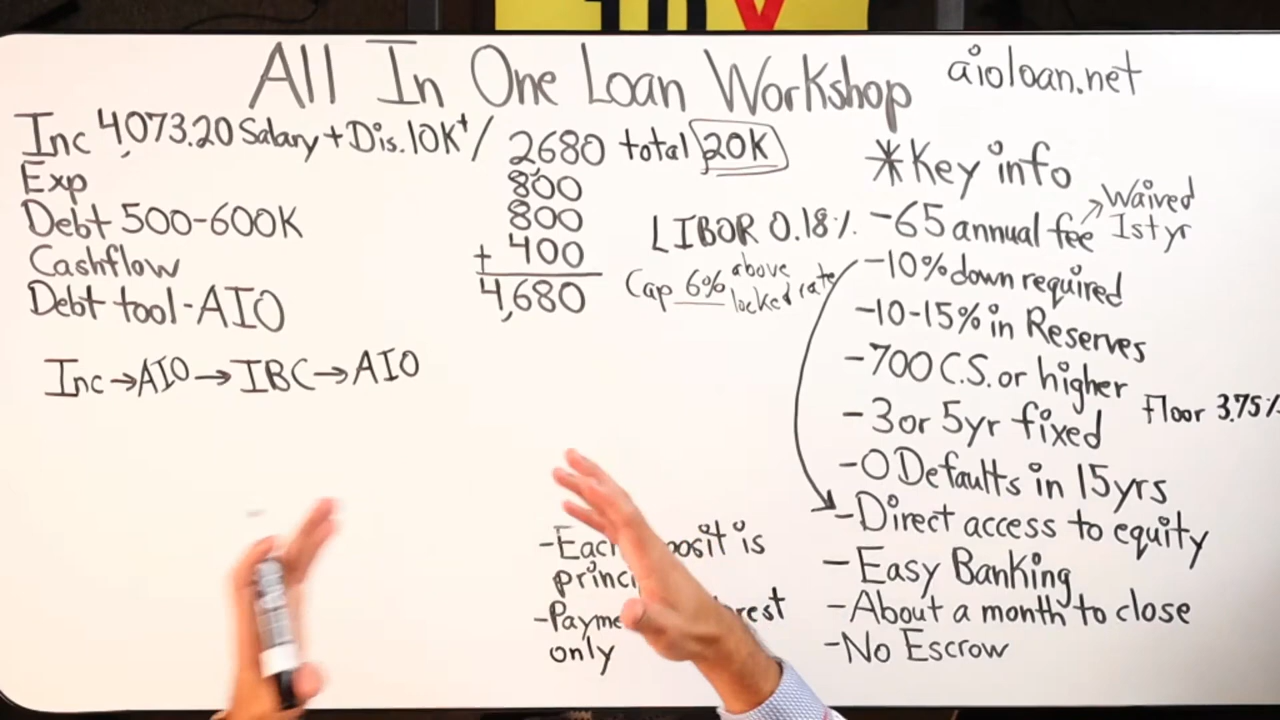 All In One Loan Workshop
aioloan.net
Inc 4,073.20 Salary + Dis. 10K+ / 2680 total 20K
Exp
Debt 500-600K
Cashflow
Debt tool - AIO
Inc → AIO → IBC → AIO
800
800
+ 400
4,680
LIBOR 0.18%
Cap 6% above locked rate
*Key info
-65 annual fee Waived 1st yr
-10% down required
-10-15% in Reserves
-700 C.S. or higher
-3 or 5yr fixed Floor 3.75%
-0 Defaults in 15yrs
-Direct access to equity
-Easy Banking
-About a month to close
-No Escrow
-Each is
-
only